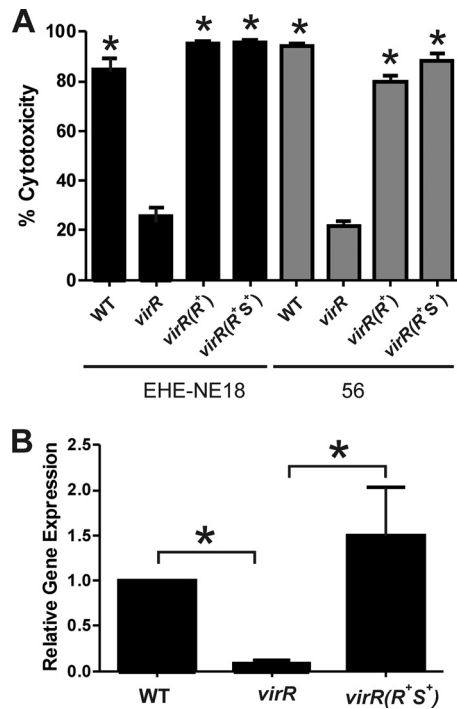 A
% Cytotoxicity
100
80
60
40
20
0
* * * * * *
WT virR virR(R⁺) virR(R⁺S⁺) WT virR virR(R⁺) virR(R⁺S⁺)
EHE-NE18 56
B
Relative Gene Expression
2.5
2.0
1.5
1.0
0.5
0.0
* *
WT virR virR(R⁺S⁺)